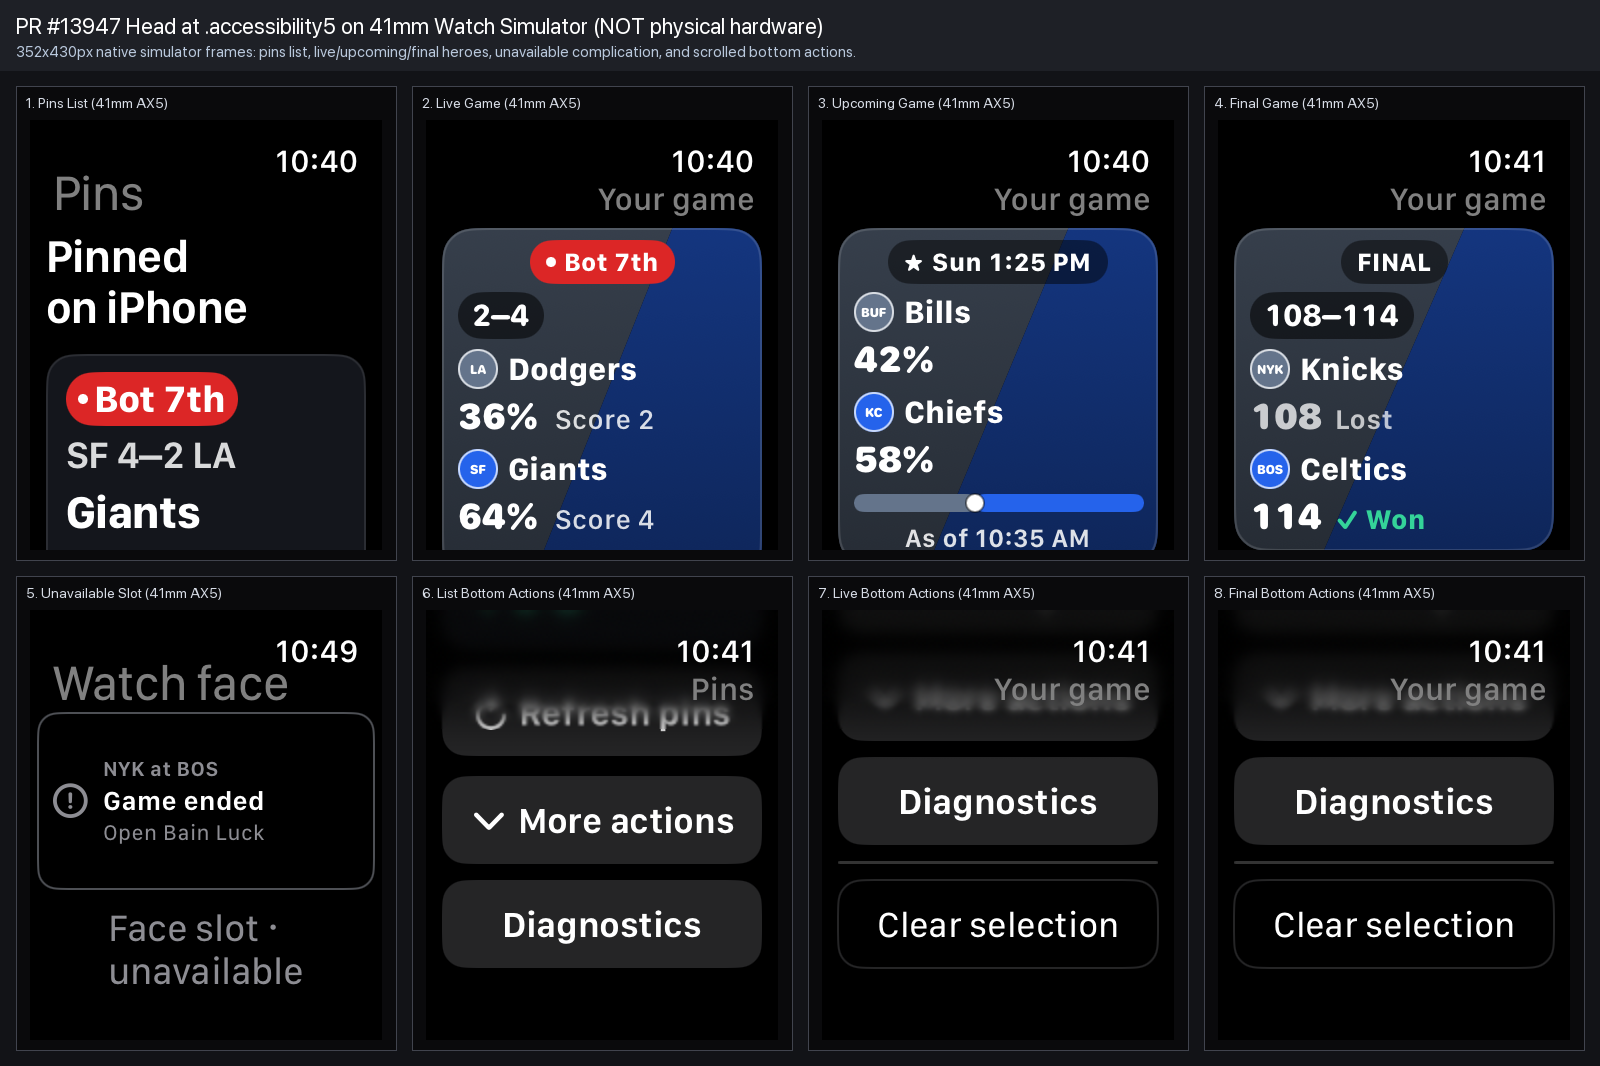 PR #13947 Head at .accessibility5 on 41mm Watch Simulator (NOT physical hardware)
352x430px native simulator frames: pins list, live/upcoming/final heroes, unavailable complication, and scrolled bottom actions.
1. Pins List (41mm AX5)
10:40
Pins
Pinned
on iPhone
Bot 7th
SF 4–2 LA
Giants
2. Live Game (41mm AX5)
10:40
Your game
Bot 7th
2–4
LA Dodgers
36% Score 2
SF Giants
64% Score 4
3. Upcoming Game (41mm AX5)
10:40
Your game
★ Sun 1:25 PM
BUF Bills
42%
KC Chiefs
58%
As of 10:35 AM
4. Final Game (41mm AX5)
10:41
Your game
FINAL
108–114
NYK Knicks
108 Lost
BOS Celtics
114 ✓ Won
5. Unavailable Slot (41mm AX5)
10:49
Watch face
NYK at BOS
Game ended
Open Bain Luck
Face slot ·
unavailable
6. List Bottom Actions (41mm AX5)
10:41
Pins
Refresh pins
More actions
Diagnostics
7. Live Bottom Actions (41mm AX5)
10:41
Your game
More actions
Diagnostics
Clear selection
8. Final Bottom Actions (41mm AX5)
10:41
Your game
More actions
Diagnostics
Clear selection